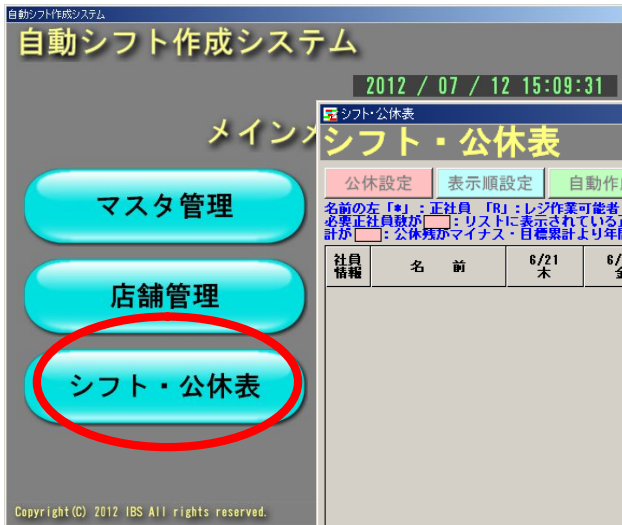 自動シフト作成システム
自動シフト作成システム
2012 / 07 / 12 15:09:31
メインメ
マスタ管理
店舗管理
シフト・公休表
Copyright(C) 2012 IBS All rights reserved.
シフト・公休表
シフト・公休表
公休設定 表示順設定 自動作
名前の左「*」:正社員 「R」:レジ作業可能者
必要正社員数が :リストに表示されている
計が :公休残がマイナス・目標累計より年
社員情報 名 前 6/21 木 6/